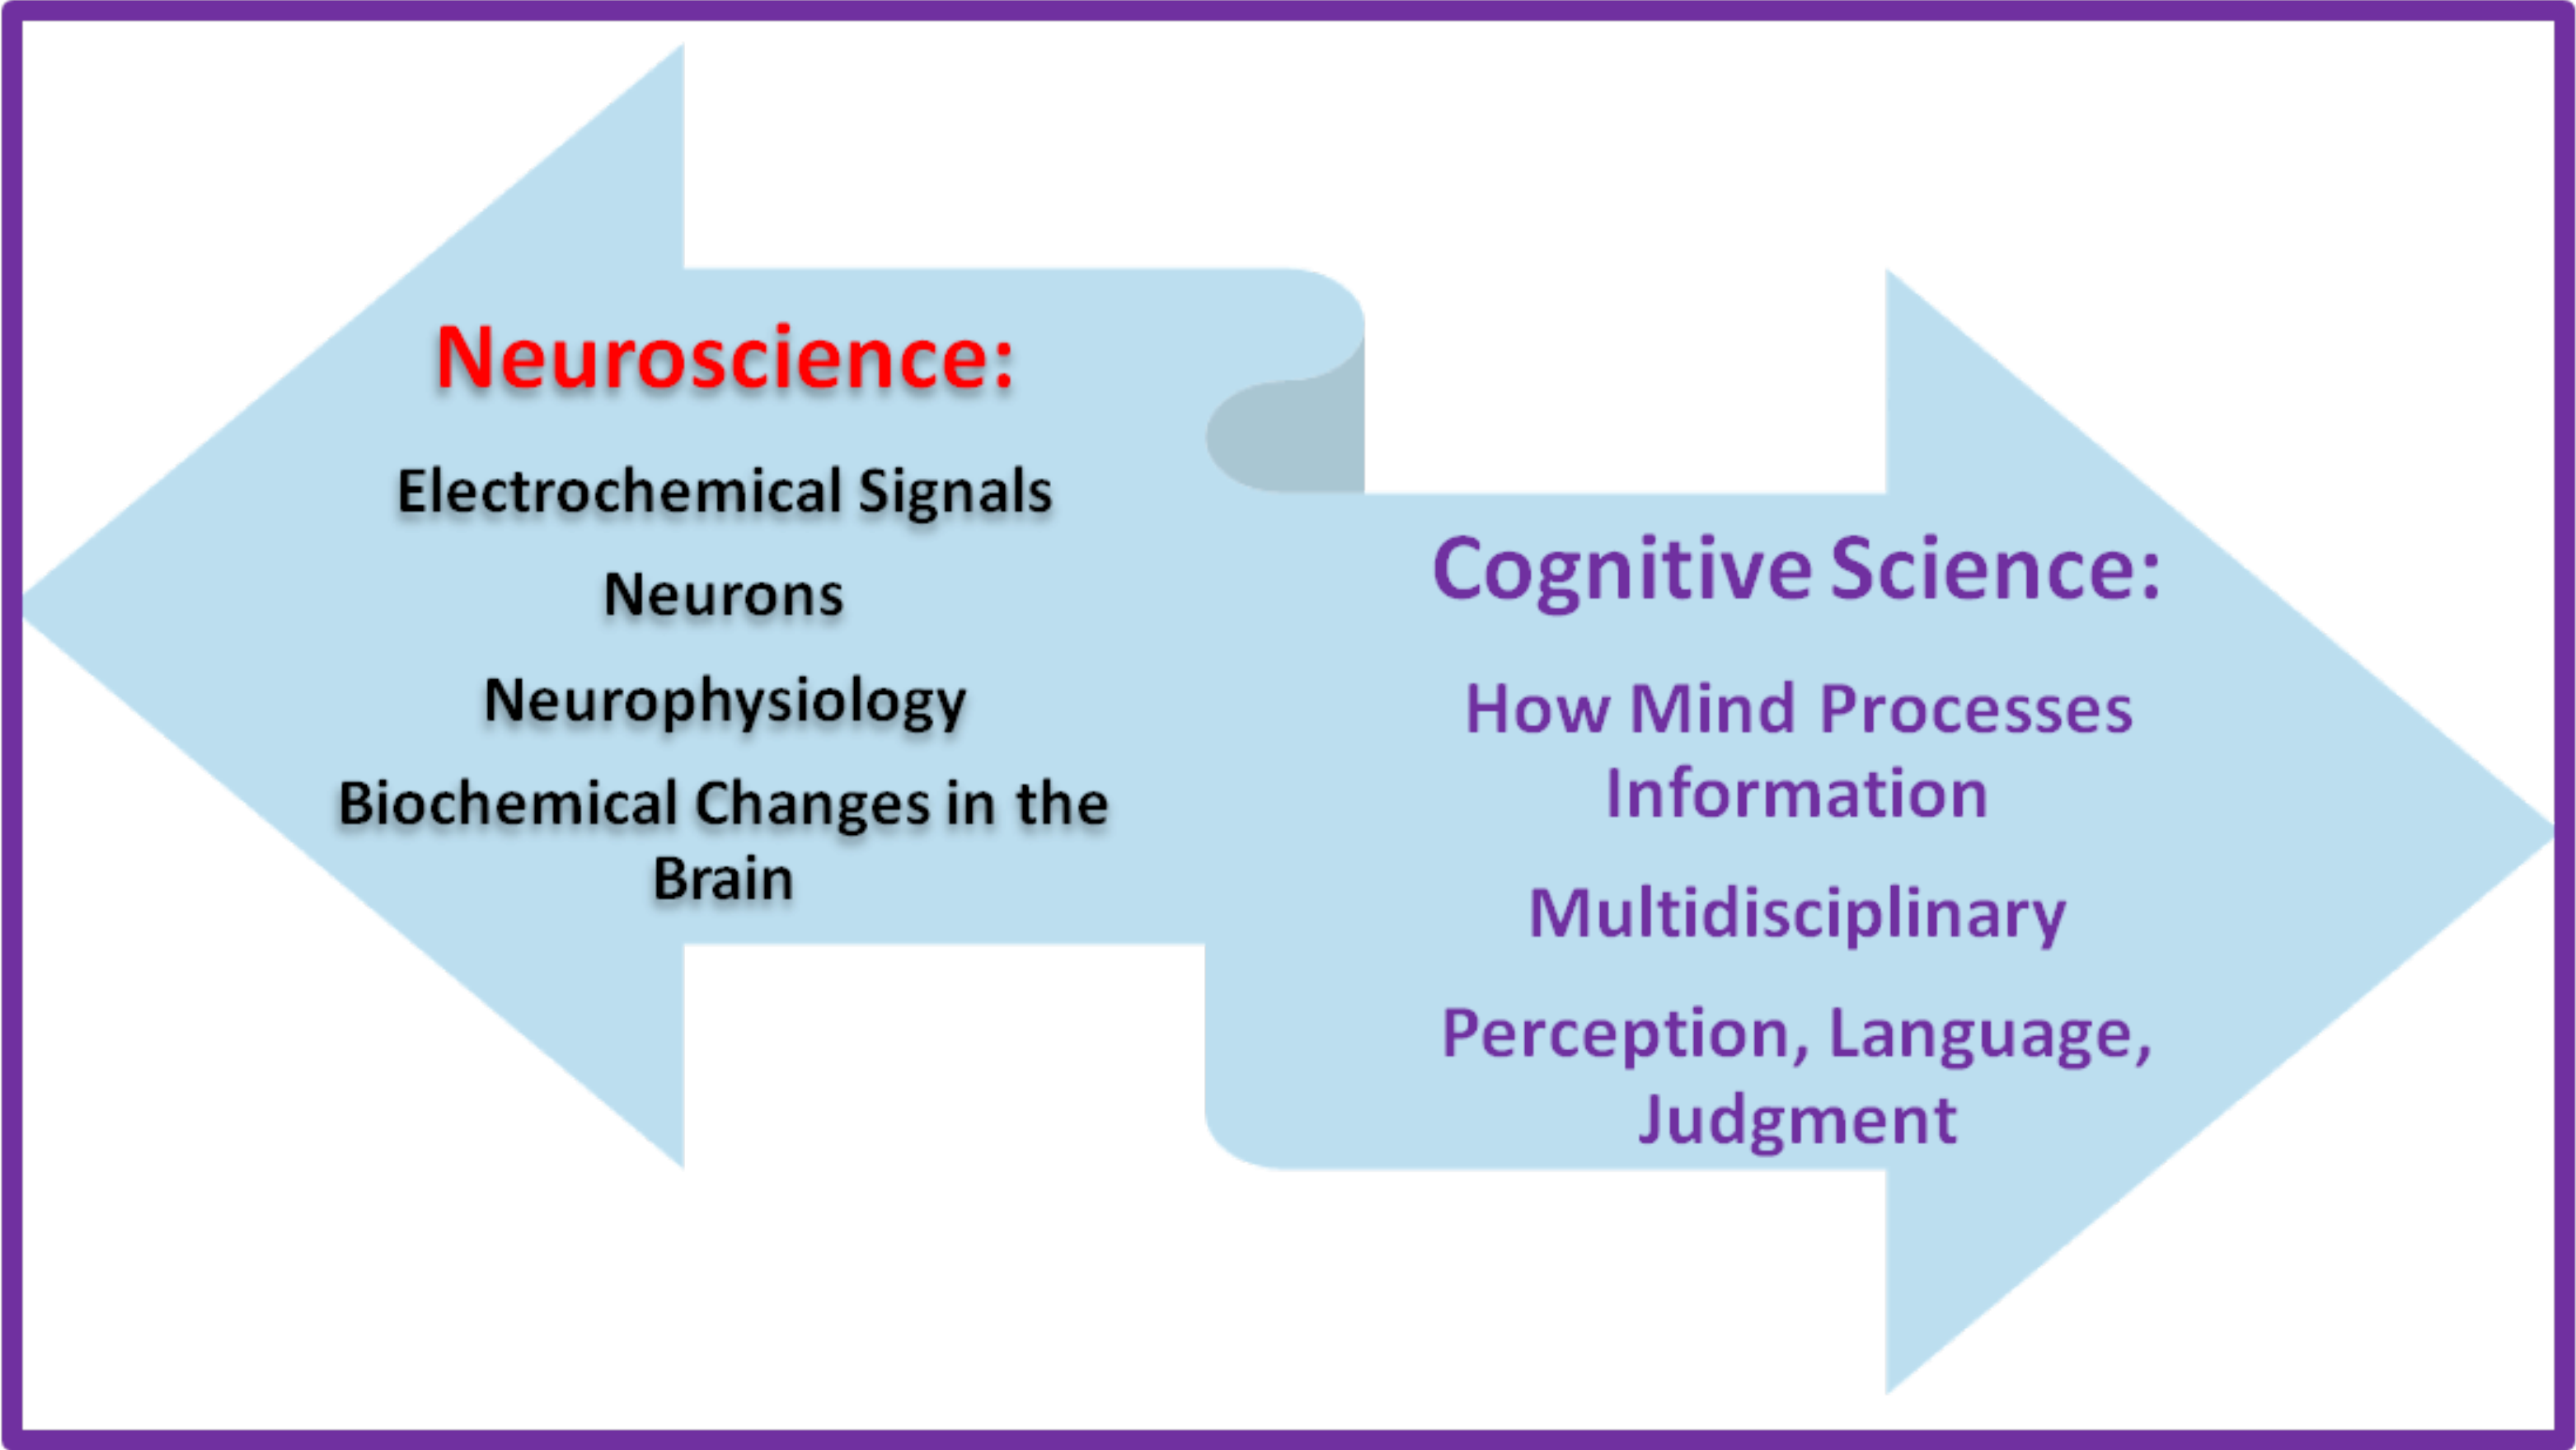 Neuroscience:
Electrochemical Signals
Neurons
Neurophysiology
Biochemical Changes in the
Brain
Cognitive Science:
How Mind Processes
Information
Multidisciplinary
Perception, Language,
Judgment